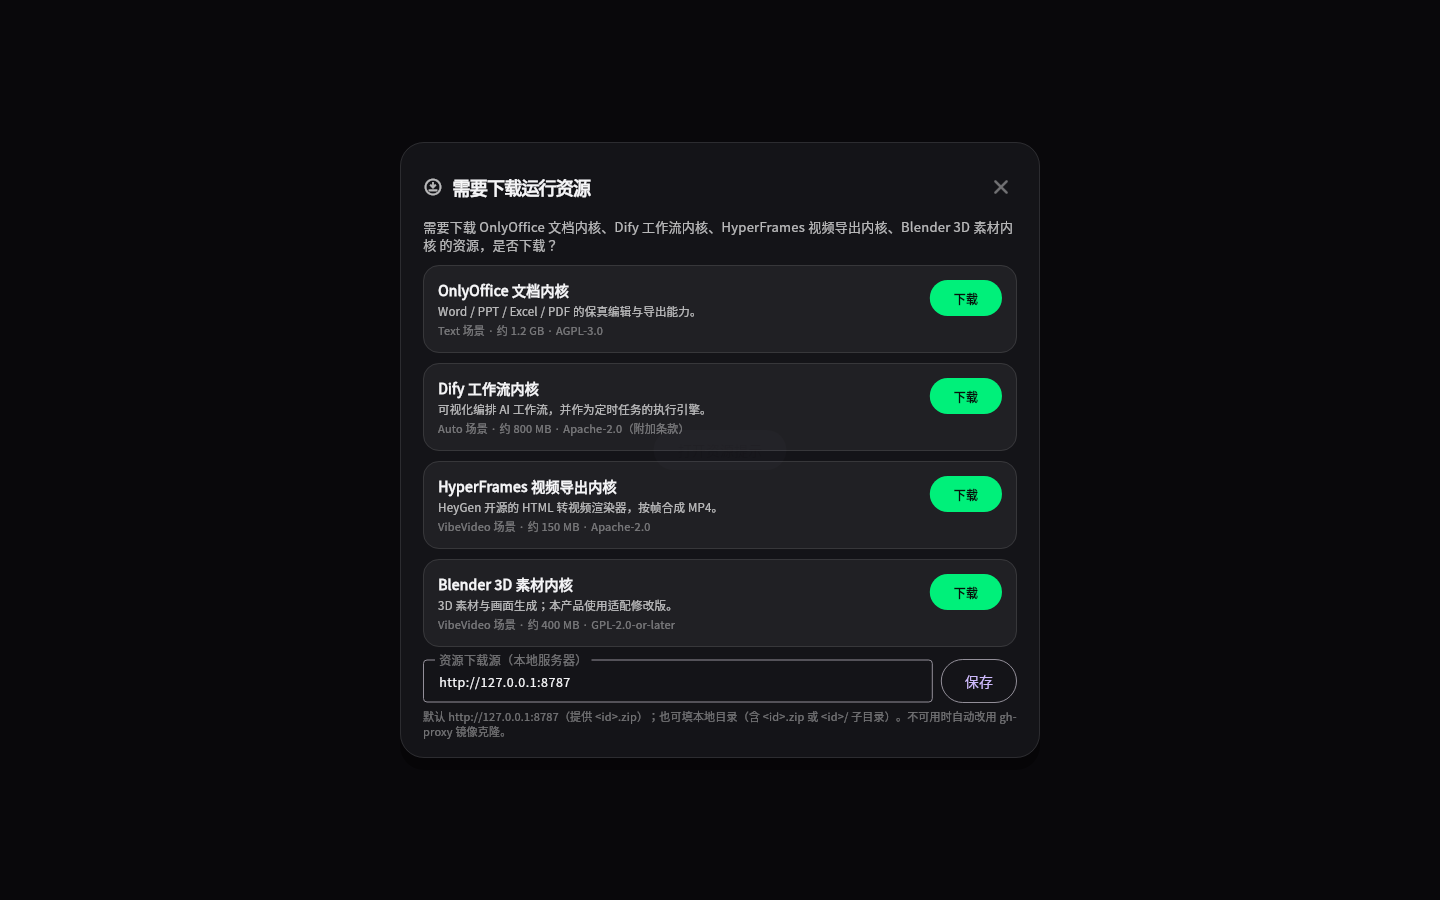 需要下载运行资源
需要下载 OnlyOffice 文档内核、Dify 工作流内核、HyperFrames 视频导出内核、Blender 3D 素材内
核 的资源，是否下载？
OnlyOffice 文档内核
下载
Word / PPT / Excel / PDF 的保真编辑与导出能力。
Text 场景 · 约 1.2 GB · AGPL-3.0
Dify 工作流内核
下载
可视化编排 AI 工作流，并作为定时任务的执行引擎。
Auto 场景 · 约 800 MB · Apache-2.0（附加条款）
HyperFrames 视频导出内核
下载
HeyGen 开源的 HTML 转视频渲染器，按帧合成 MP4。
VibeVideo 场景 · 约 150 MB · Apache-2.0
Blender 3D 素材内核
下载
3D 素材与画面生成；本产品使用适配修改版。
VibeVideo 场景 · 约 400 MB · GPL-2.0-or-later
资源下载源（本地服务器）
http://127.0.0.1:8787
保存
默认 http://127.0.0.1:8787（提供 <id>.zip）；也可填本地目录（含 <id>.zip 或 <id>/ 子目录）。不可用时自动改用 gh-
proxy 镜像克隆。